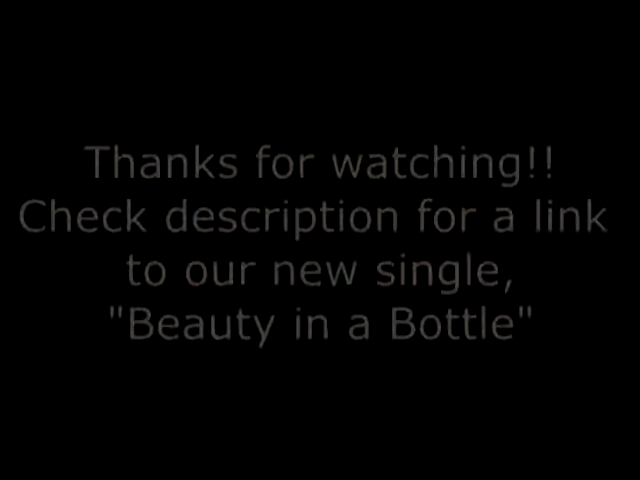 Thanks for watching!!
Check description for a link
to our new single,
"Beauty in a Bottle"